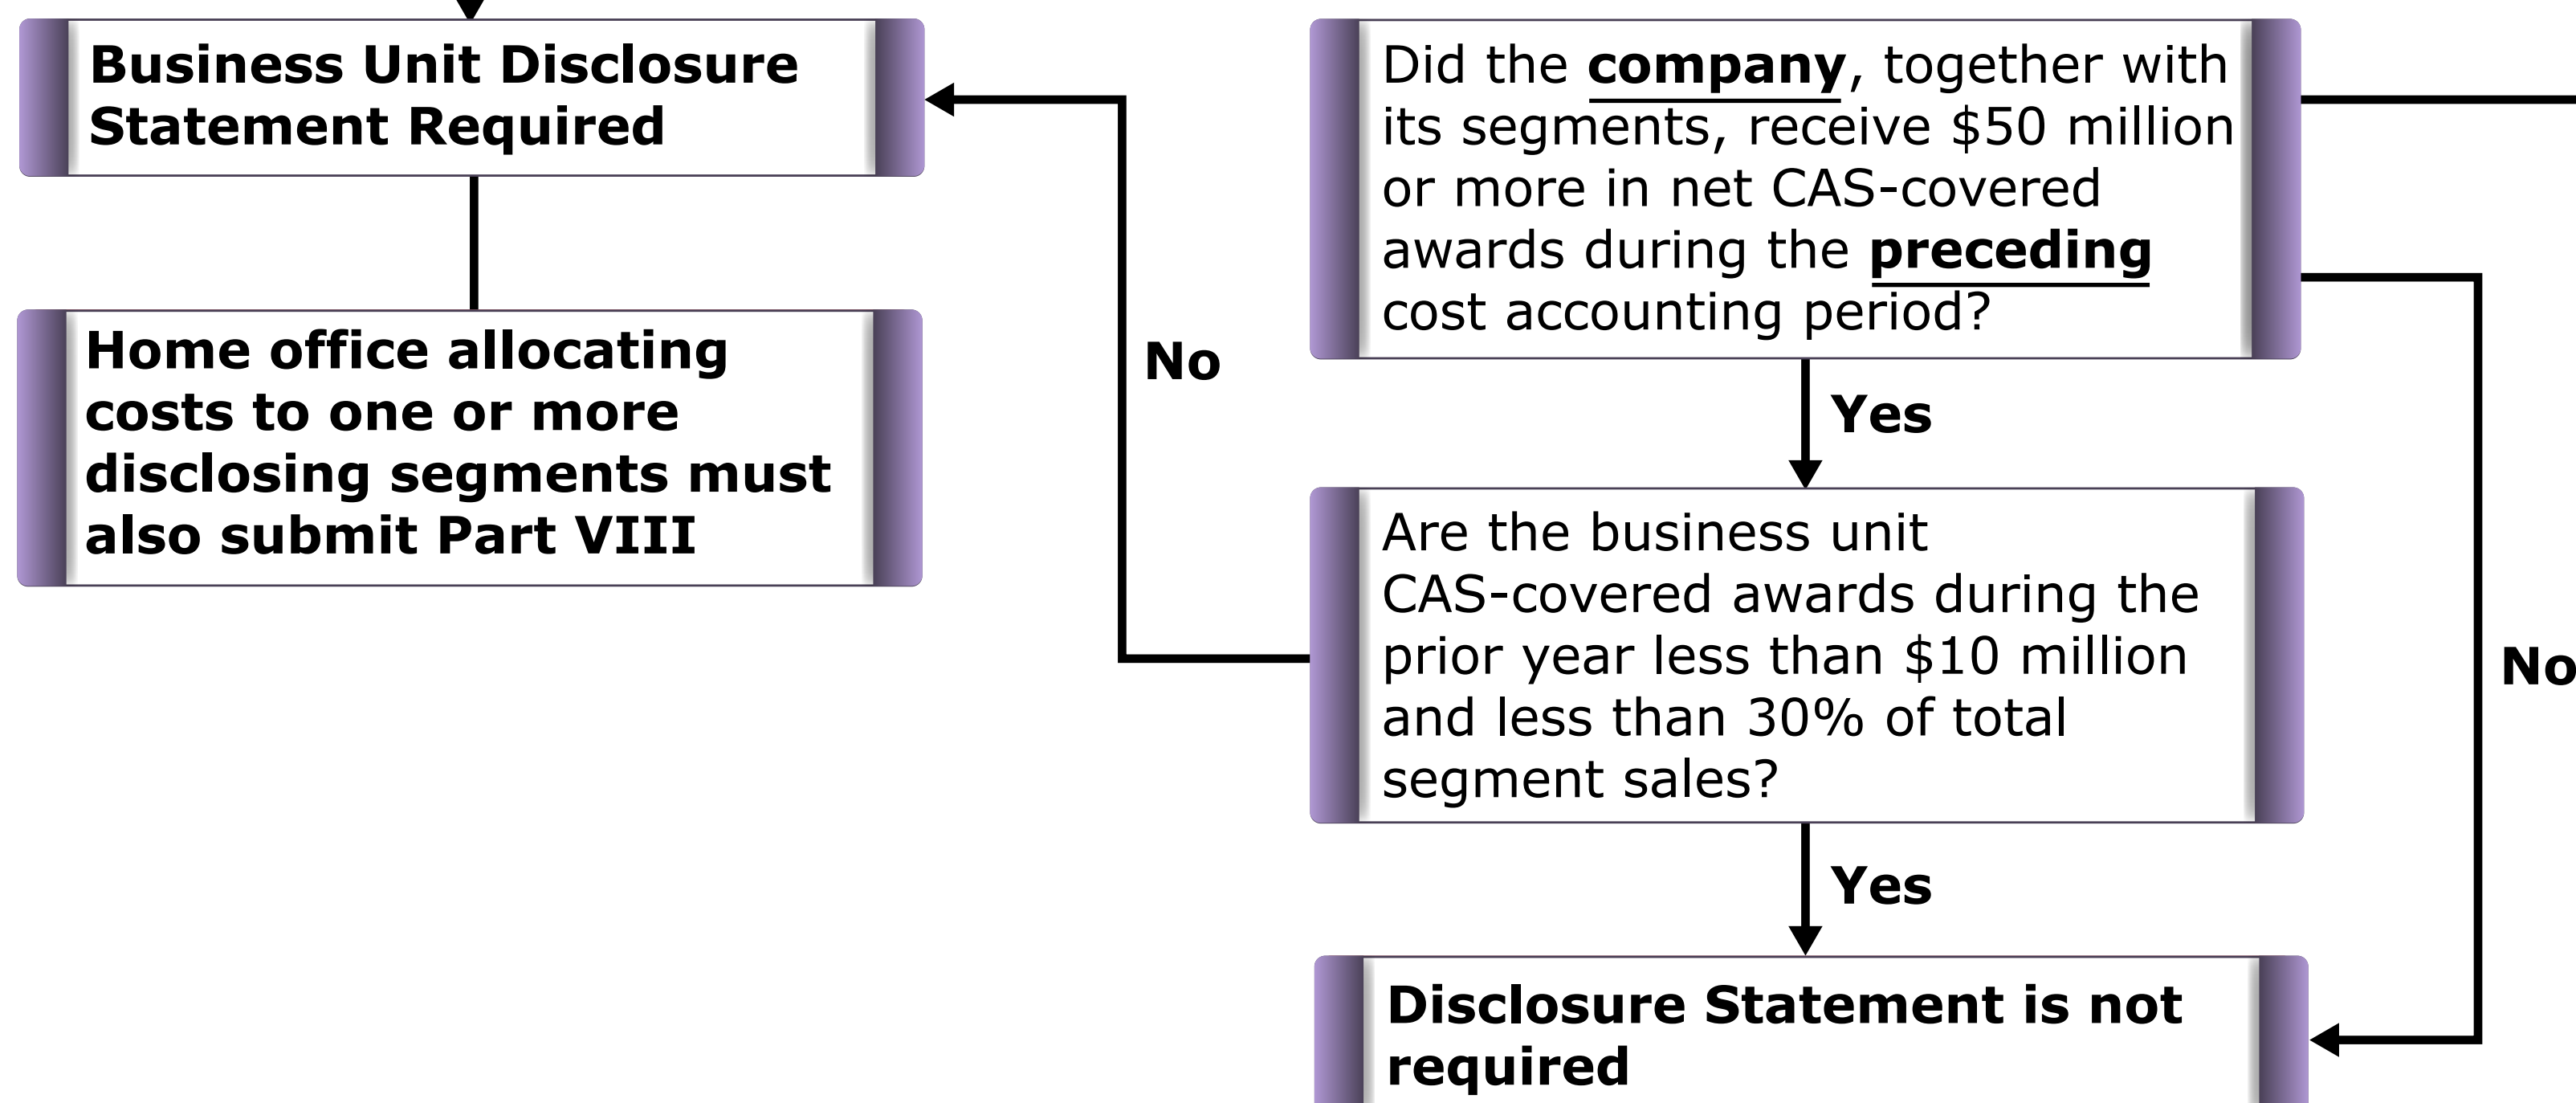 Business Unit Disclosure
Statement Required
Home office allocating
costs to one or more
disclosing segments must
also submit Part VIII
No
Did the company, together with
its segments, receive $50 million
or more in net CAS-covered
awards during the preceding
cost accounting period?
Yes
Are the business unit
CAS-covered awards during the
prior year less than $10 million
and less than 30% of total
segment sales?
No
Yes
Disclosure Statement is not
required